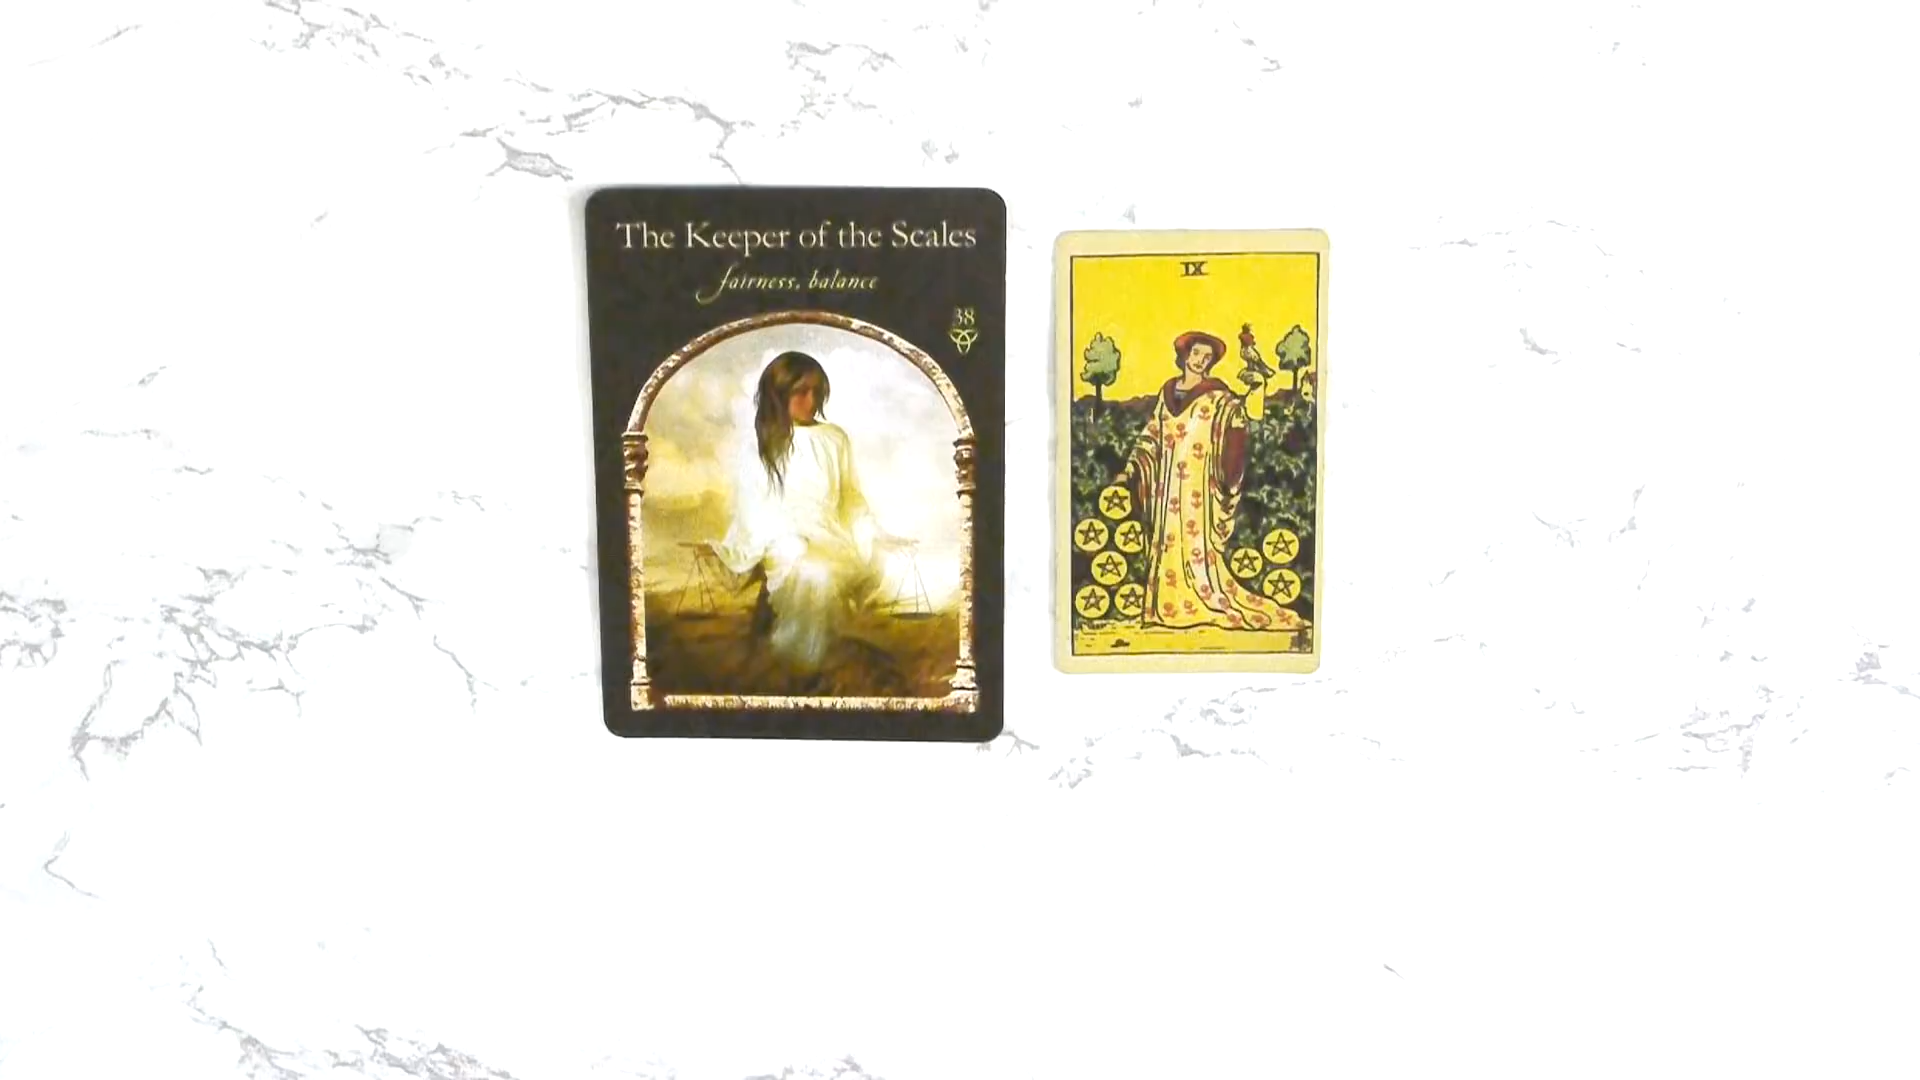 The Keeper of the Scales
fairness, balance
38
IX